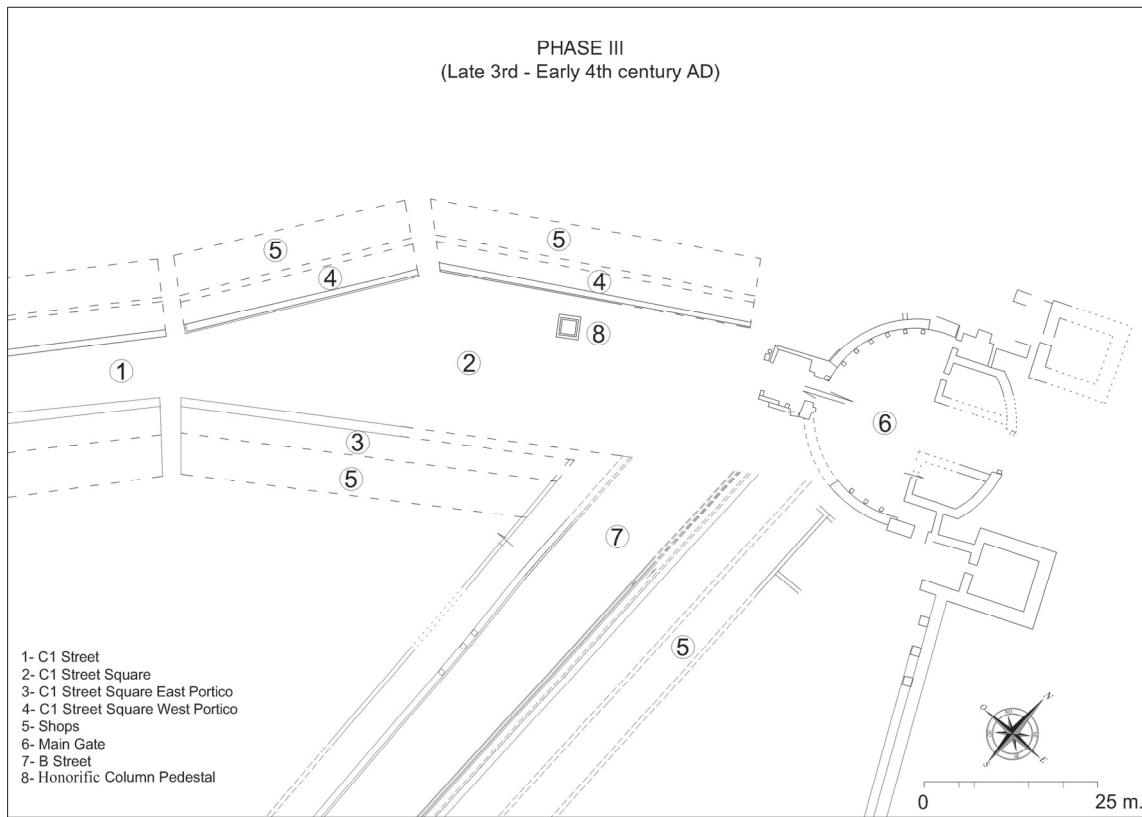 PHASE III
(Late 3rd - Early 4th century AD)
5
5
4
4
8
1
2
3
5
6
7
5
1- C1 Street
2- C1 Street Square
3- C1 Street Square East Portico
4- C1 Street Square West Portico
5- Shops
6- Main Gate
7- B Street
8- Honorific Column Pedestal
N
O
S
E
0 25 m.